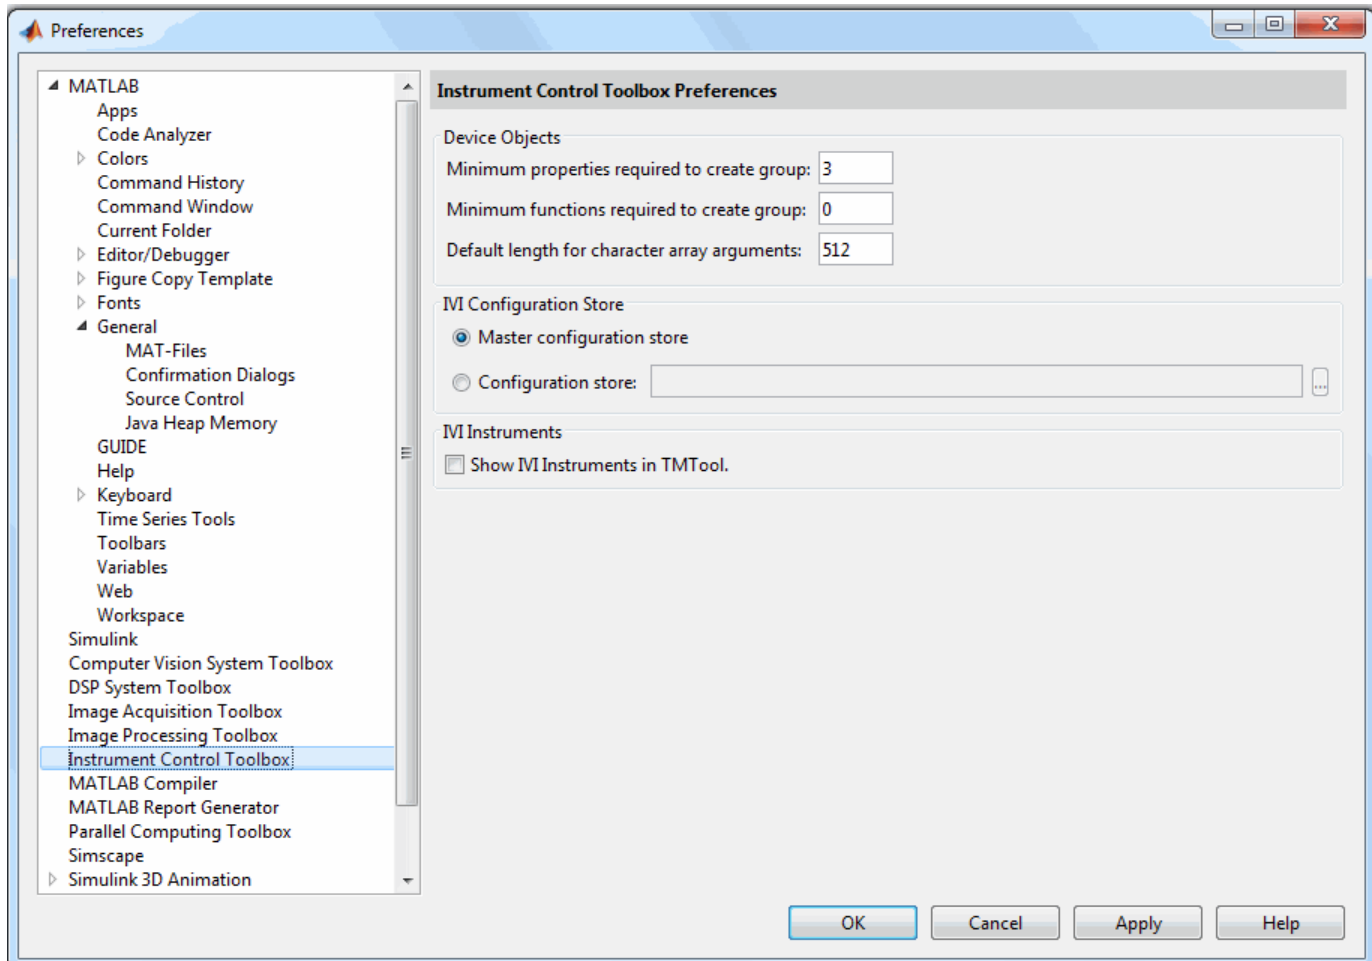 Preferences
MATLAB
Apps
Code Analyzer
Colors
Command History
Command Window
Current Folder
Editor/Debugger
Figure Copy Template
Fonts
General
MAT-Files
Confirmation Dialogs
Source Control
Java Heap Memory
GUIDE
Help
Keyboard
Time Series Tools
Toolbars
Variables
Web
Workspace
Simulink
Computer Vision System Toolbox
DSP System Toolbox
Image Acquisition Toolbox
Image Processing Toolbox
Instrument Control Toolbox
MATLAB Compiler
MATLAB Report Generator
Parallel Computing Toolbox
Simscape
Simulink 3D Animation
Instrument Control Toolbox Preferences
Device Objects
Minimum properties required to create group: 3
Minimum functions required to create group: 0
Default length for character array arguments: 512
IVI Configuration Store
Master configuration store
Configuration store: ...
IVI Instruments
Show IVI Instruments in TMTool.
OK Cancel Apply Help